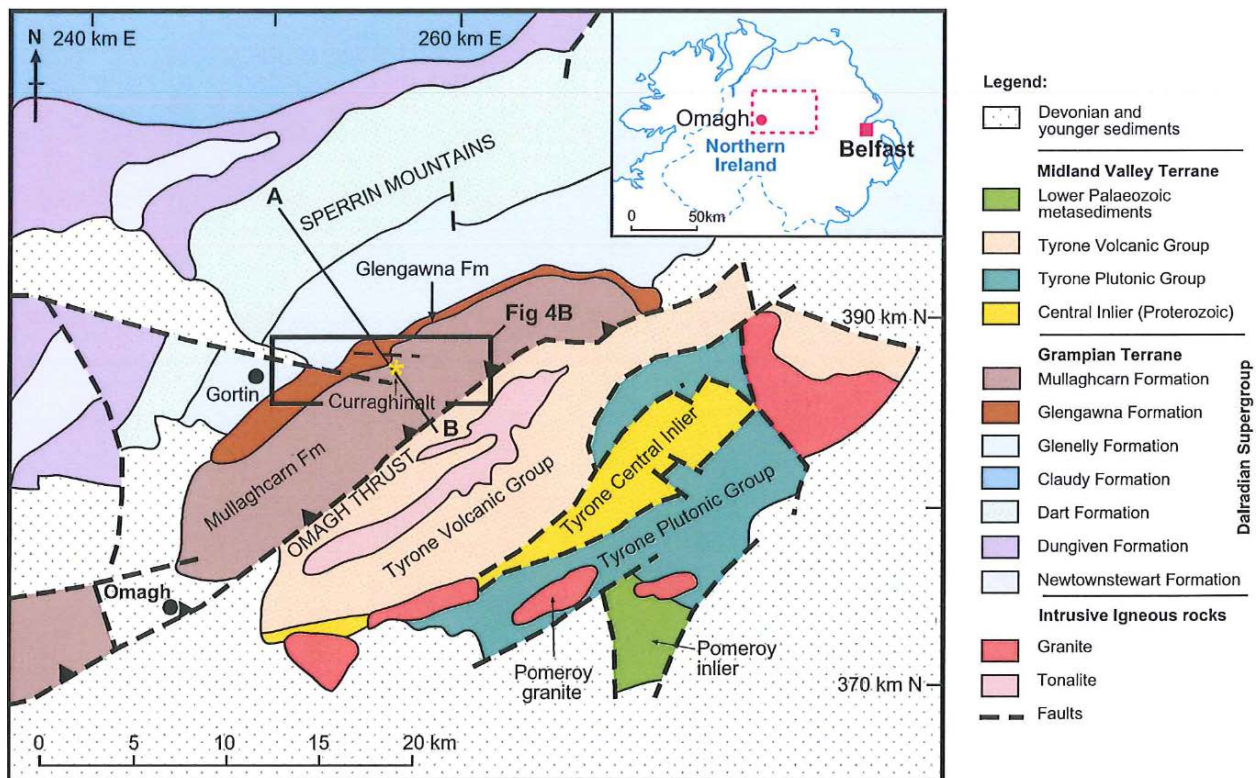 240 km E
260 km E
N
A
SPERRIN MOUNTAINS
Glengawna Fm
Fig 4B
390 km N
Gortin
Curraghinalt
B
Mullaghcarn Fm
OMAGH THRUST
Tyrone Volcanic Group
Tyrone Central Inlier
Tyrone Plutonic Group
Omagh
Pomeroy
granite
Pomeroy
inlier
370 km N
0 5 10 15 20 km
Omagh
Northern
Ireland
Belfast
0 50km
Legend:
Devonian and
younger sediments
Midland Valley Terrane
Lower Palaeozoic
metasediments
Tyrone Volcanic Group
Tyrone Plutonic Group
Central Inlier (Proterozoic)
Grampian Terrane
Mullaghcarn Formation
Glengawna Formation
Glenelly Formation
Claudy Formation
Dart Formation
Dungiven Formation
Newtownstewart Formation
Dalradian Supergroup
Intrusive Igneous rocks
Granite
Tonalite
Faults